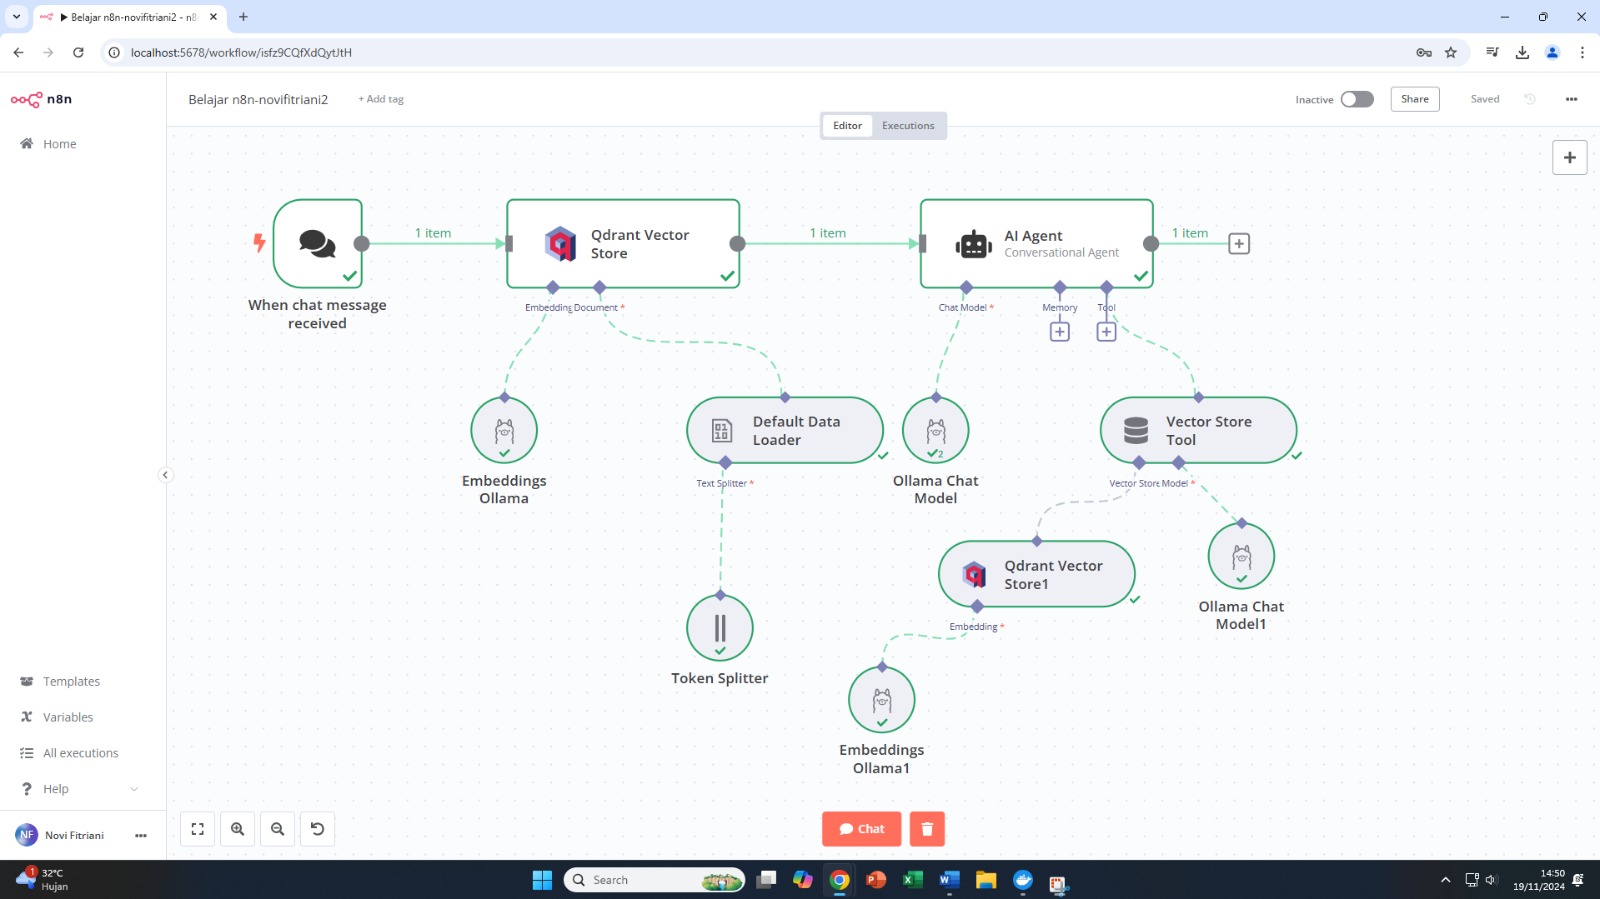 Belajar n8n-novifitriani2 - n8
localhost:5678/workflow/isfz9CQfXdQytJtH
n8n
Belajar n8n-novifitriani2
+ Add tag
Inactive
Share
Saved
Editor
Executions
Home
1 item
1 item
1 item
Qdrant Vector
Store
AI Agent
Conversational Agent
When chat message
received
Embedding
Document *
Chat Model *
Memory
Tool
Default Data
Loader
Vector Store
Tool
Embeddings
Ollama
Text Splitter *
2
Ollama Chat
Model
Vector Store
Model *
Qdrant Vector
Store1
Ollama Chat
Model1
Embedding *
Token Splitter
Embeddings
Ollama1
Templates
Variables
All executions
Help
NF
Novi Fitriani
Chat
1
32°C
Hujan
Search
14:50
19/11/2024